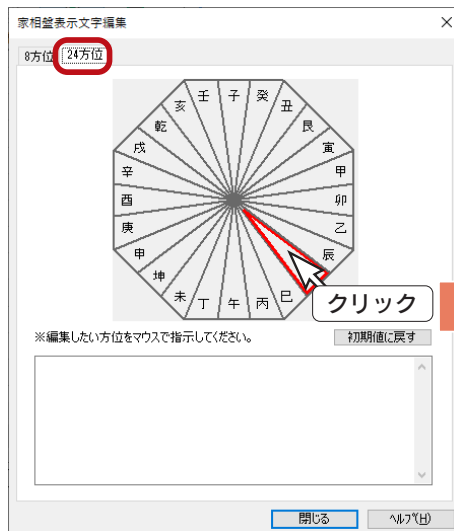 家相盤表示文字編集
8方位 24方位
壬 子 癸
亥 丑
乾 艮
戌 寅
辛 甲
酉 卯
庚 乙
申 辰
坤
未 丁 午 丙 巳
クリック
※編集したい方位をマウスで指示してください。 初期値に戻す
閉じる ヘルプ(H)